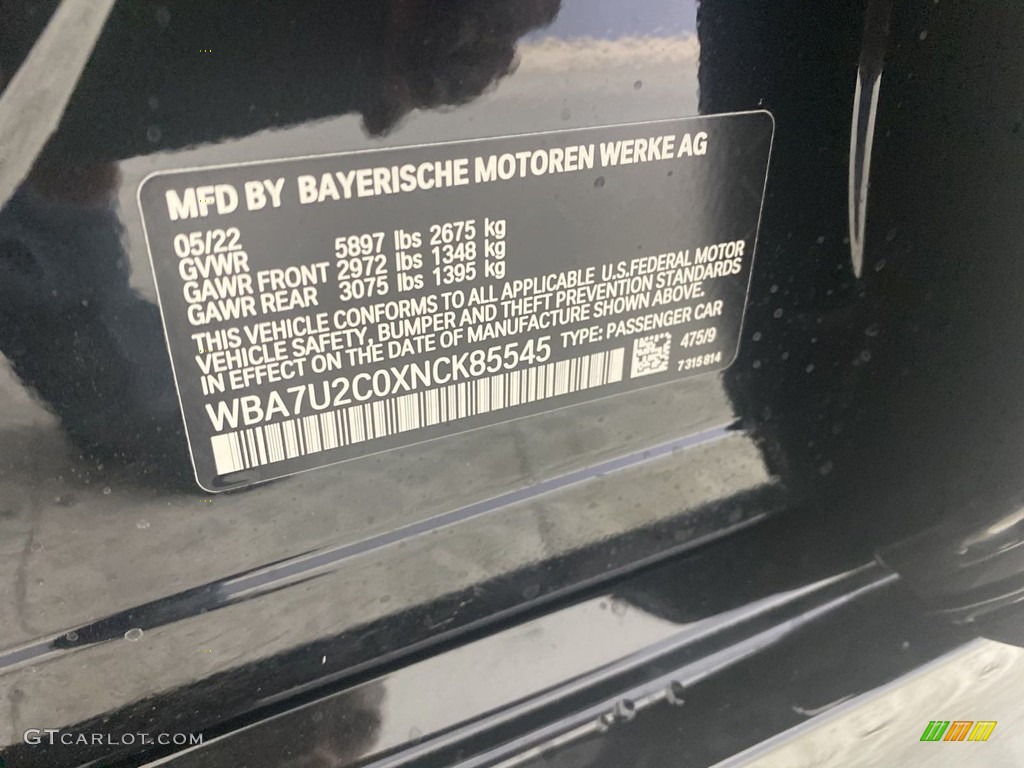 MFD BY BAYERISCHE MOTOREN WERKE AG
05/22
GVWR 5897 lbs 2675 kg
GAWR FRONT 2972 lbs 1348 kg
GAWR REAR 3075 lbs 1395 kg
THIS VEHICLE CONFORMS TO ALL APPLICABLE U.S.FEDERAL MOTOR
VEHICLE SAFETY, BUMPER AND THEFT PREVENTION STANDARDS
IN EFFECT ON THE DATE OF MANUFACTURE SHOWN ABOVE.
WBA7U2C0XNCK85545 TYPE: PASSENGER CAR
475/9
7315814
GTCARLOT.COM